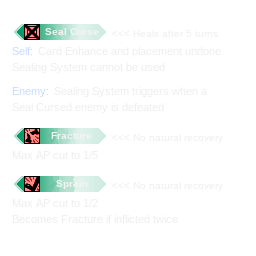 Seal Curse <<< Heals after 5 turns
Self: Card Enhance and placement undone
Sealing System cannot be used
Enemy: Sealing System triggers when a
Seal Cursed enemy is defeated
Fracture <<< No natural recovery
Max AP cut to 1/5
Sprain <<< No natural recovery
Max AP cut to 1/2
Becomes Fracture if inflicted twice